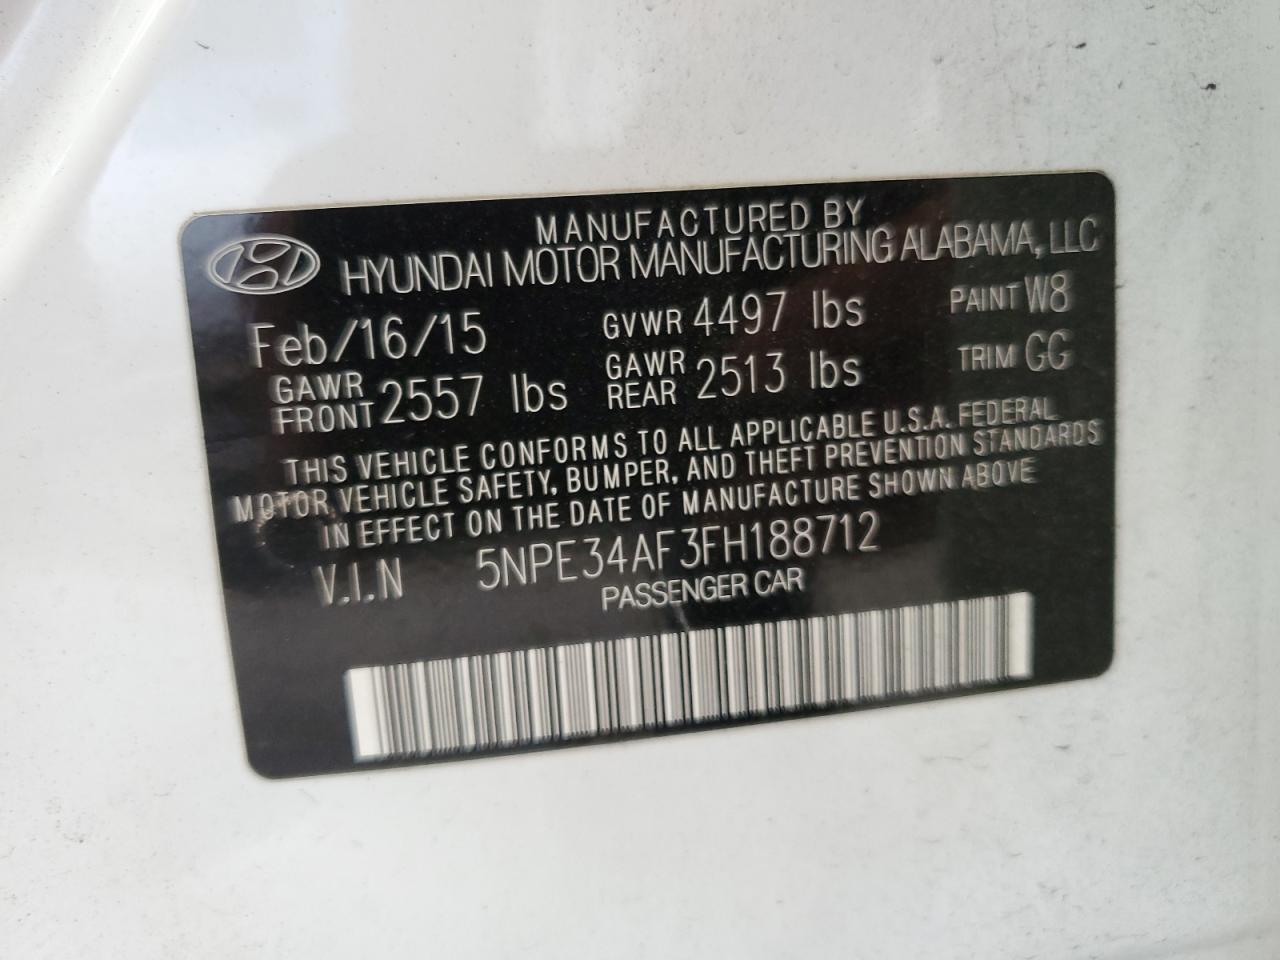 MANUFACTURED BY
HYUNDAI MOTOR MANUFACTURING ALABAMA, LLC
Feb/16/15 GVWR 4497 lbs PAINT W8
GAWR FRONT 2557 lbs GAWR REAR 2513 lbs TRIM GG
THIS VEHICLE CONFORMS TO ALL APPLICABLE U.S.A. FEDERAL
MOTOR VEHICLE SAFETY, BUMPER, AND THEFT PREVENTION STANDARDS
IN EFFECT ON THE DATE OF MANUFACTURE SHOWN ABOVE
V.I.N 5NPE34AF3FH188712
PASSENGER CAR